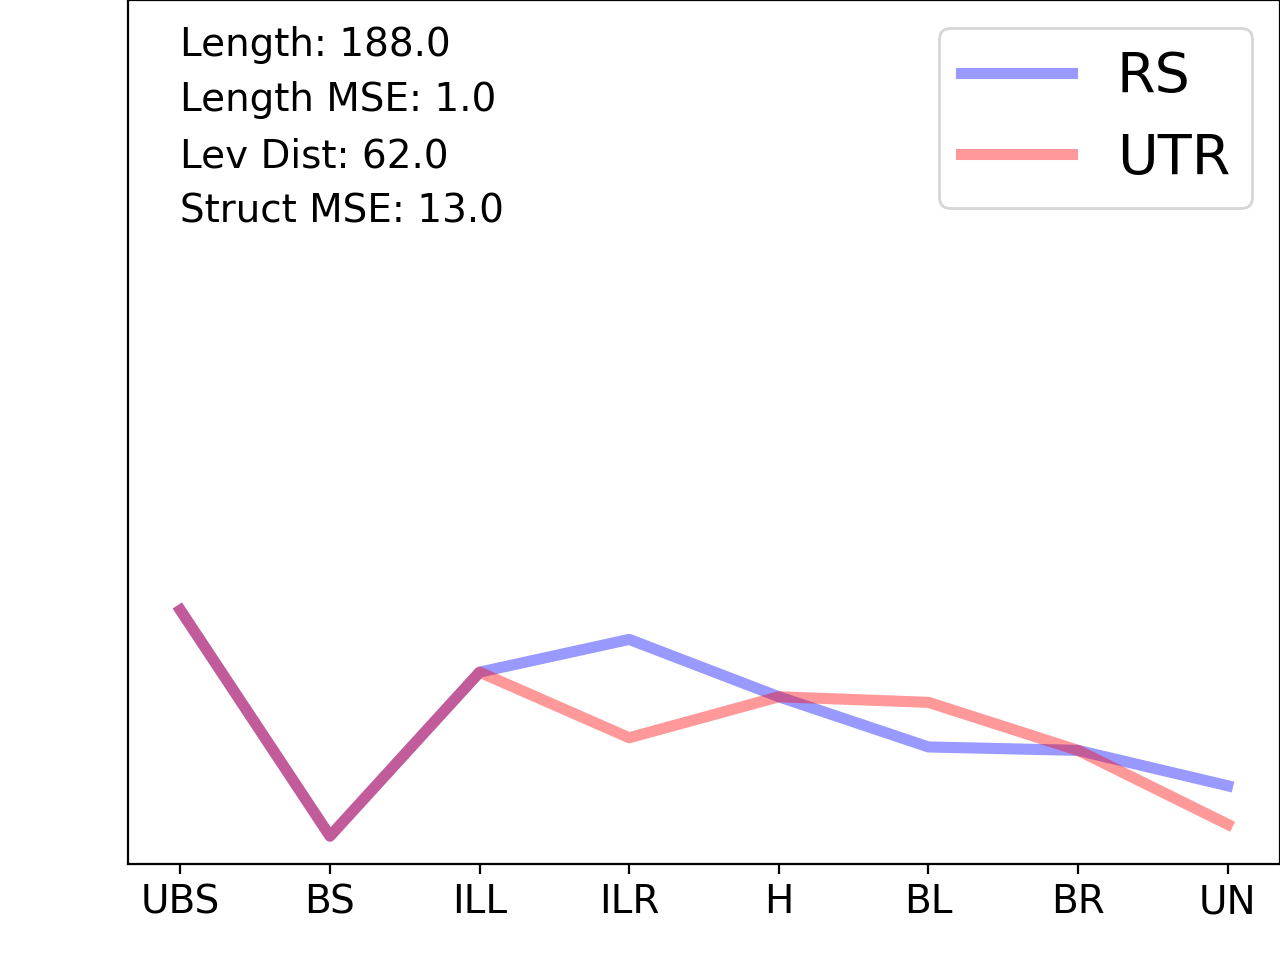 Length: 188.0
Length MSE: 1.0
Lev Dist: 62.0
Struct MSE: 13.0
RS
UTR
UBS BS ILL ILR H BL BR UN